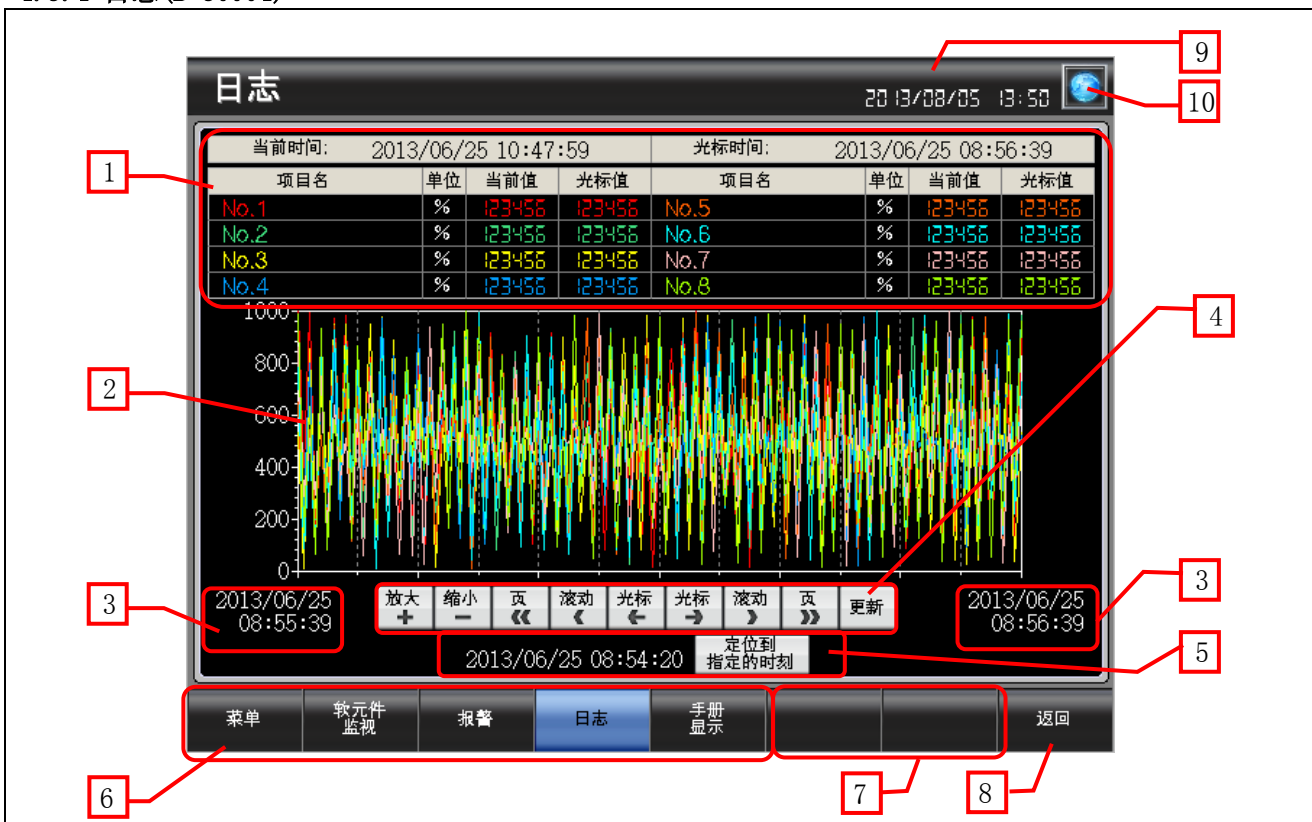 9
日志
2013/08/05 13:50
10
当前时间: 2013/06/25 10:47:59 光标时间: 2013/06/25 08:56:39
1
项目名 单位 当前值 光标值 项目名 单位 当前值 光标值
No.1 % 123456 123456 No.5 % 123456 123456
No.2 % 123456 123456 No.6 % 123456 123456
No.3 % 123456 123456 No.7 % 123456 123456
No.4 % 123456 123456 No.8 % 123456 123456
4
1000
800
2
600
400
200
0
3
2013/06/25
08:55:39
放大 缩小 页 滚动 光标 光标 滚动 页 更新
2013/06/25
08:56:39
3
2013/06/25 08:54:20
定位到
指定的时刻
5
菜单
软元件
监视
报警
日志
手册
显示
返回
6
7
8